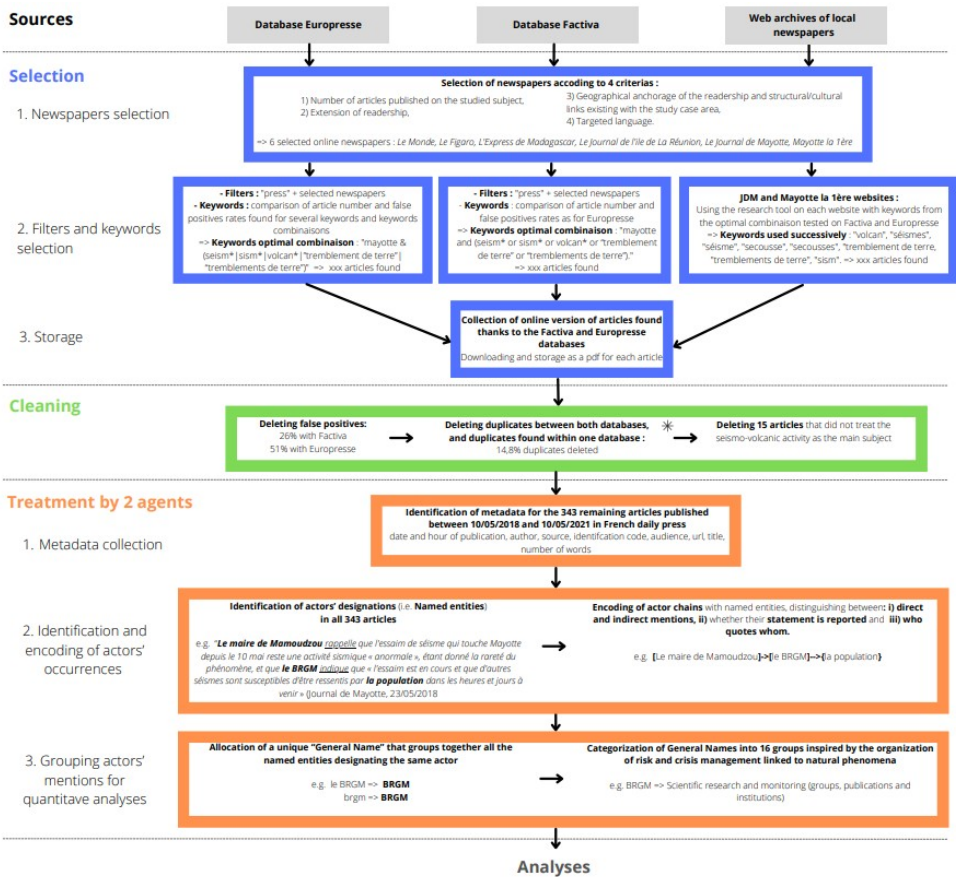 Sources
Database Europresse
Database Factiva
Web archives of local
newspapers
Selection
1. Newspapers selection
Selection of newspapers accoding to 4 criterias :
1) Number of articles published on the studied subject,
2) Extension of readership,
3) Geographical anchorage of the readership and structural/cultural
links existing with the study case area,
4) Targeted language.
=> 6 selected online newspapers : Le Monde, Le Figaro, L'Express de Madagascar, Le Journal de l'ile de La Réunion, Le Journal de Mayotte, Mayotte la 1ère
2. Filters and keywords
selection
- Filters : "press" + selected newspapers
- Keywords : comparison of article number and false
positives rates found for several keywords and keywords
combinaisons
=> Keywords optimal combinaison : "mayotte &
(seism*|sism*|volcan*|"tremblement de terre"|
"tremblements de terre")" => xxx articles found
- Filters : "press" + selected newspapers
- Keywords : comparison of article number and
false positives rates as for Europresse
=> Keywords optimal combinaison : "mayotte
and (seism* or sism* or volcan* or "tremblement
de terre" or "tremblements de terre")."
=> xxx articles found
JDM and Mayotte la 1ère websites :
Using the research tool on each website with keywords from
the optimal combination tested on Factiva and Europresse
=> Keywords used successively : "volcan", "séismes",
"séisme", "secousse", "secousses", "tremblement de terre,
"tremblements de terre", "sism". => xxx articles found
3. Storage
Collection of online version of articles found
thanks to the Factiva and Europresse
databases
Downloading and storage as a pdf for each article
Cleaning
Deleting false positives:
26% with Factiva
51% with Europresse
Deleting duplicates between both databases,
and duplicates found within one database :
14,8% duplicates deleted
Deleting 15 articles that did not treat the
seismo-volcanic activity as the main subject
Treatment by 2 agents
1. Metadata collection
Identification of metadata for the 343 remaining articles published
between 10/05/2018 and 10/05/2021 in French daily press
date and hour of publication, author, source, identifcation code, audience, url, title,
number of words
2. Identification and
encoding of actors'
occurrences
Identification of actors' designations (i.e. Named entities)
in all 343 articles
e.g. "Le maire de Mamoudzou rappelle que l'essaim de séisme qui touche Mayotte
depuis le 10 mai reste une activité sismique « anormale », étant donné la rareté du
phénomène, et que le BRGM indique que « l'essaim est en cours et que d'autres
séismes sont susceptibles d'être ressentis par la population dans les heures et jours à
venir » (Journal de Mayotte, 23/05/2018
Encoding of actor chains with named entities, distinguishing between: i) direct
and indirect mentions, ii) whether their statement is reported and iii) who
quotes whom.
e.g. [Le maire de Mamoudzou]->[le BRGM]-->{la population}
3. Grouping actors'
mentions for
quantitave analyses
Allocation of a unique "General Name" that groups together all the
named entities designating the same actor
e.g. le BRGM => BRGM
brgm => BRGM
Categorization of General Names into 16 groups inspired by the organization
of risk and crisis management linked to natural phenomena
e.g. BRGM => Scientific research and monitoring (groups, publications and
institutions)
Analyses